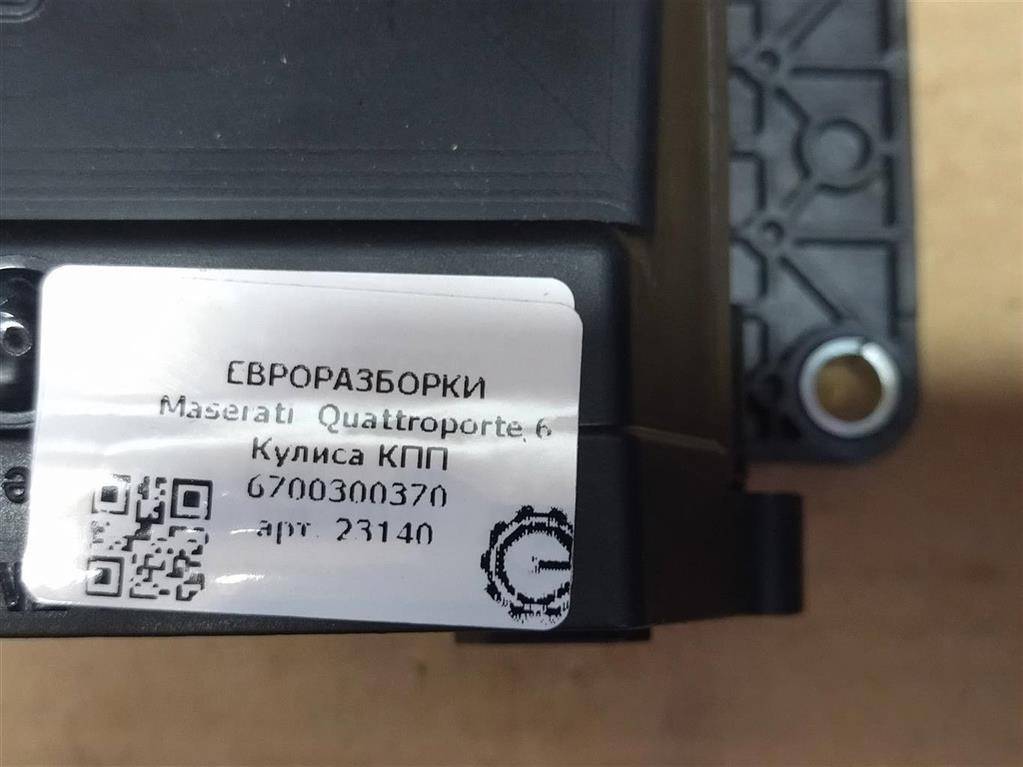 ЕВРОРАЗБОРКИ
Maserati Quattroporte 6
Кулиса КПП
6700300370
арт. 23140
a